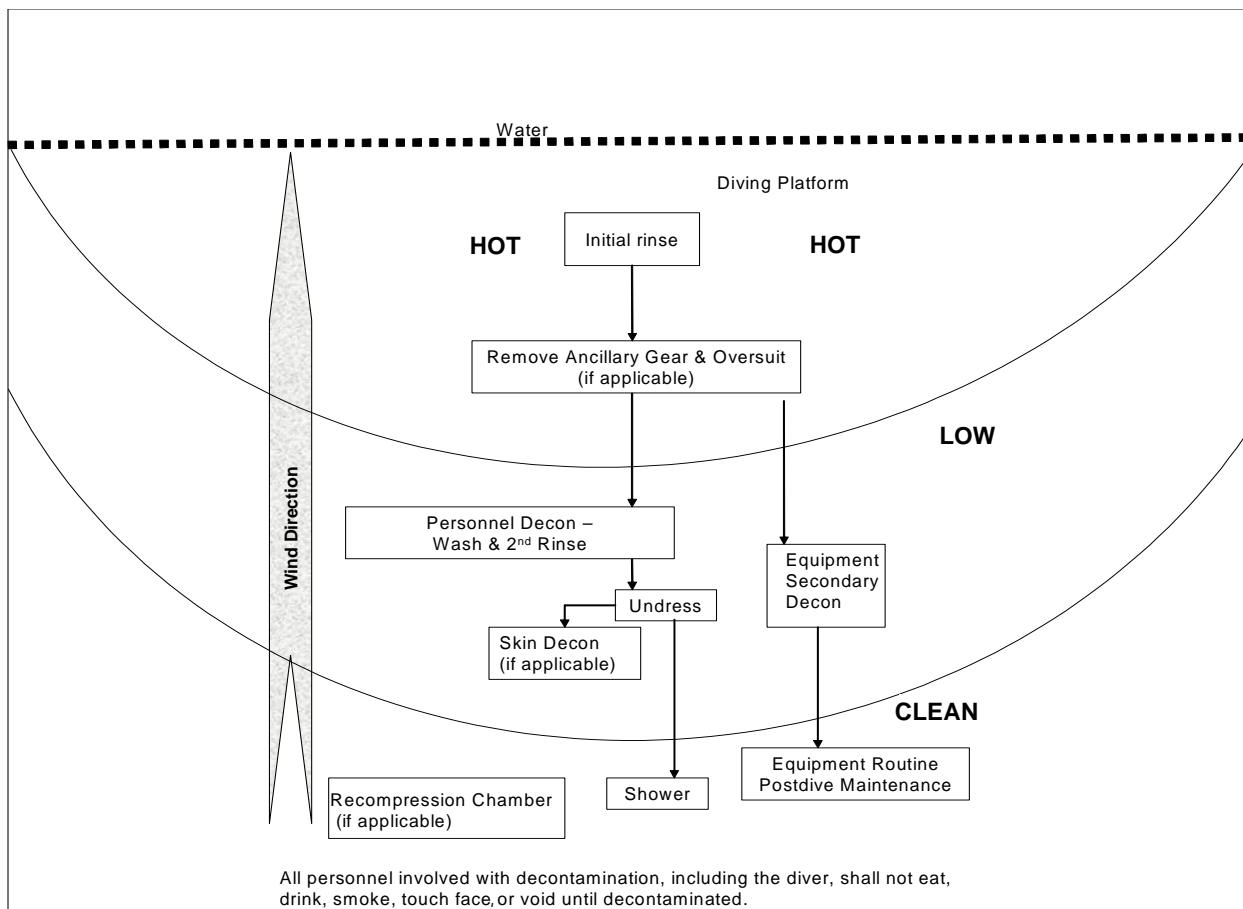 Water
Diving Platform
HOT
Initial rinse
HOT
Remove Ancillary Gear & Oversuit
(if applicable)
LOW
Wind Direction
Personnel Decon –
Wash & 2nd Rinse
Equipment
Secondary
Decon
Undress
Skin Decon
(if applicable)
CLEAN
Equipment Routine
Postdive Maintenance
Recompression Chamber
(if applicable)
Shower
All personnel involved with decontamination, including the diver, shall not eat,
drink, smoke, touch face, or void until decontaminated.